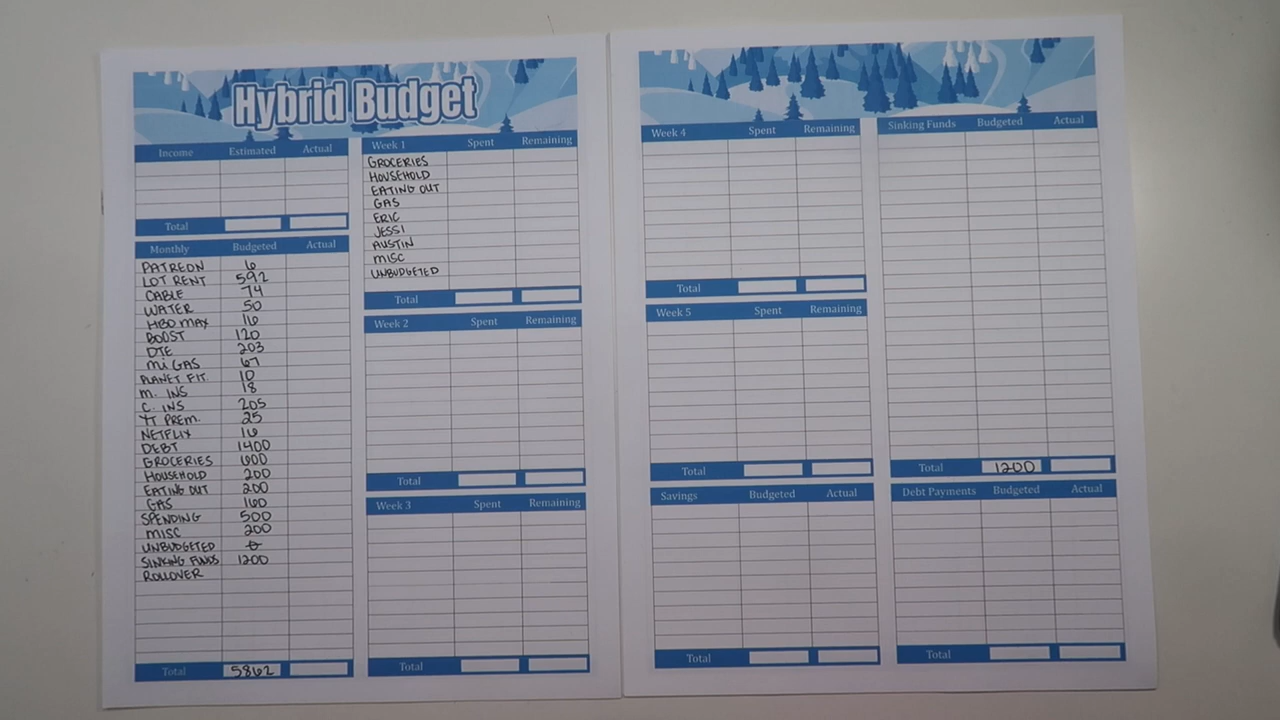 Hybrid Budget
Income Estimated Actual
Total
Monthly Budgeted Actual
PATREON 6
LOT RENT 592
CABLE 74
WATER 50
HBO MAX 16
BOOST 120
DTE 203
MI GAS 67
PLANET FIT. 10
M. INS 18
C. INS 205
YT PREM. 25
NETFLIX 16
DEBT 1400
GROCERIES
HOUSEHOLD 200
EATING OUT 200
GAS 160
SPENDING 500
MISC 200
UNBUDGETED
SINKING FUNDS 1200
ROLLOVER
Total 5862
Week 1 Spent Remaining
GROCERIES
HOUSEHOLD
EATING OUT
GAS
ERIC
JESSI
AUSTIN
MISC
UNBUDGETED
Total
Week 2 Spent Remaining
Total
Week 3 Spent Remaining
Total
Week 4 Spent Remaining
Total
Week 5 Spent Remaining
Total
Savings Budgeted Actual
Total
Sinking Funds Budgeted Actual
Total 1200
Debt Payments Budgeted Actual
Total